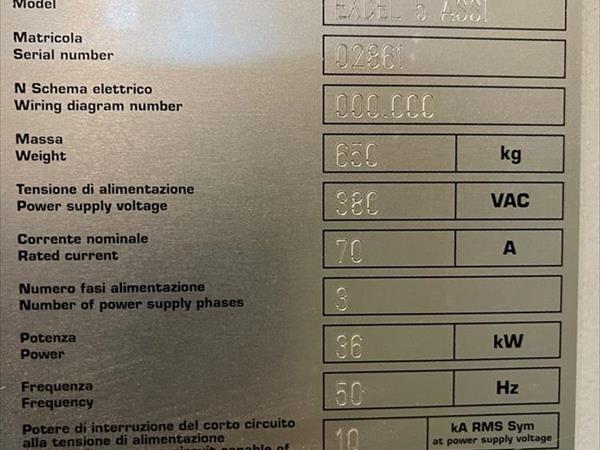 Model EXCEL 5 ASSI
Matricola
Serial number 02861
N Schema elettrico
Wiring diagram number 000.000
Massa
Weight 650 kg
Tensione di alimentazione
Power supply voltage 380 VAC
Corrente nominale
Rated current 70 A
Numero fasi alimentazione
Number of power supply phases 3
Potenza
Power 36 kW
Frequenza
Frequency 50 Hz
Potere di interruzione del corto circuito
alla tensione di alimentazione 10 kA RMS Sym
at power supply voltage
circuit capable of